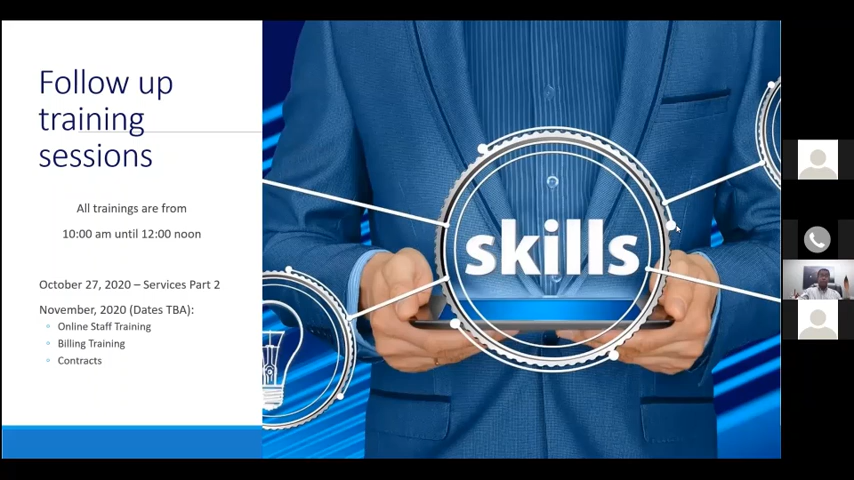 Follow up
training
sessions
All trainings are from
10:00 am until 12:00 noon
October 27, 2020 – Services Part 2
November, 2020 (Dates TBA):
Online Staff Training
Billing Training
Contracts
skills